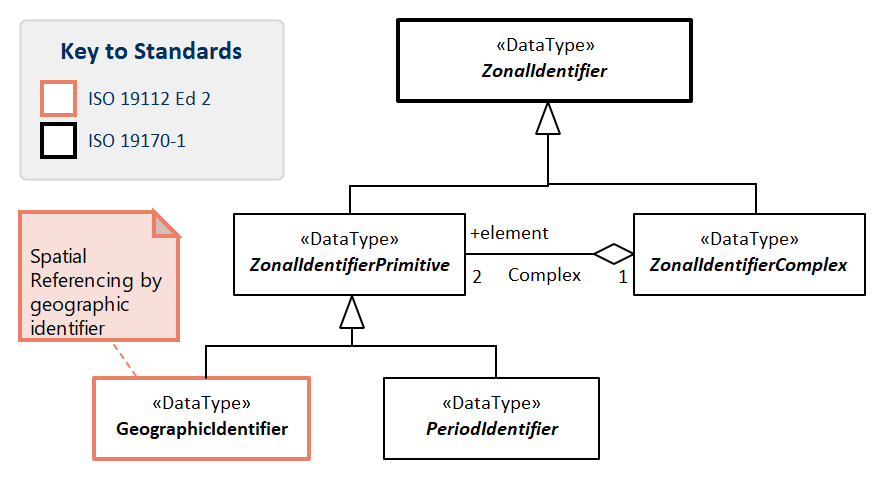 Key to Standards
ISO 19112 Ed 2
ISO 19170-1
«DataType»
ZonalIdentifier
Spatial
Referencing by
geographic
identifier
«DataType»
ZonalIdentifierPrimitive
+element
2
Complex
1
«DataType»
ZonalIdentifierComplex
«DataType»
GeographicIdentifier
«DataType»
PeriodIdentifier